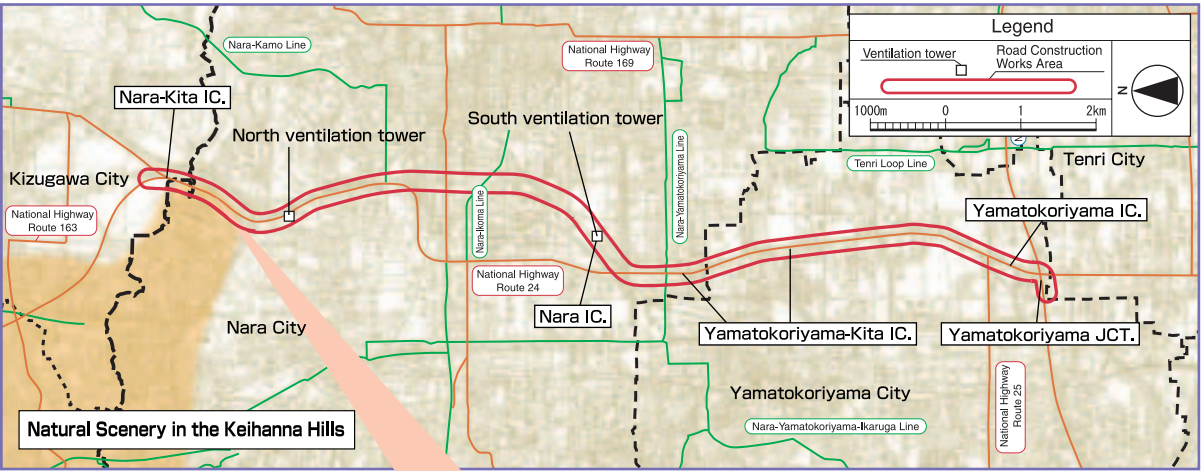 Legend
Ventilation tower
Road Construction
Works Area
1000m 0 1 2km
N
Nara-Kamo Line
National Highway
Route 169
Nara-Kita IC.
North ventilation tower
South ventilation tower
Kizugawa City
National Highway
Route 163
Nara-Ikoma Line
Nara-Yamatokoriyama Line
Tenri Loop Line
Tenri City
Yamatokoriyama IC.
National Highway
Route 24
Nara IC.
Nara City
Yamatokoriyama-Kita IC.
Yamatokoriyama JCT.
Yamatokoriyama City
National Highway
Route 25
Nara-Yamatokoriyama-Ikaruga Line
Natural Scenery in the Keihanna Hills